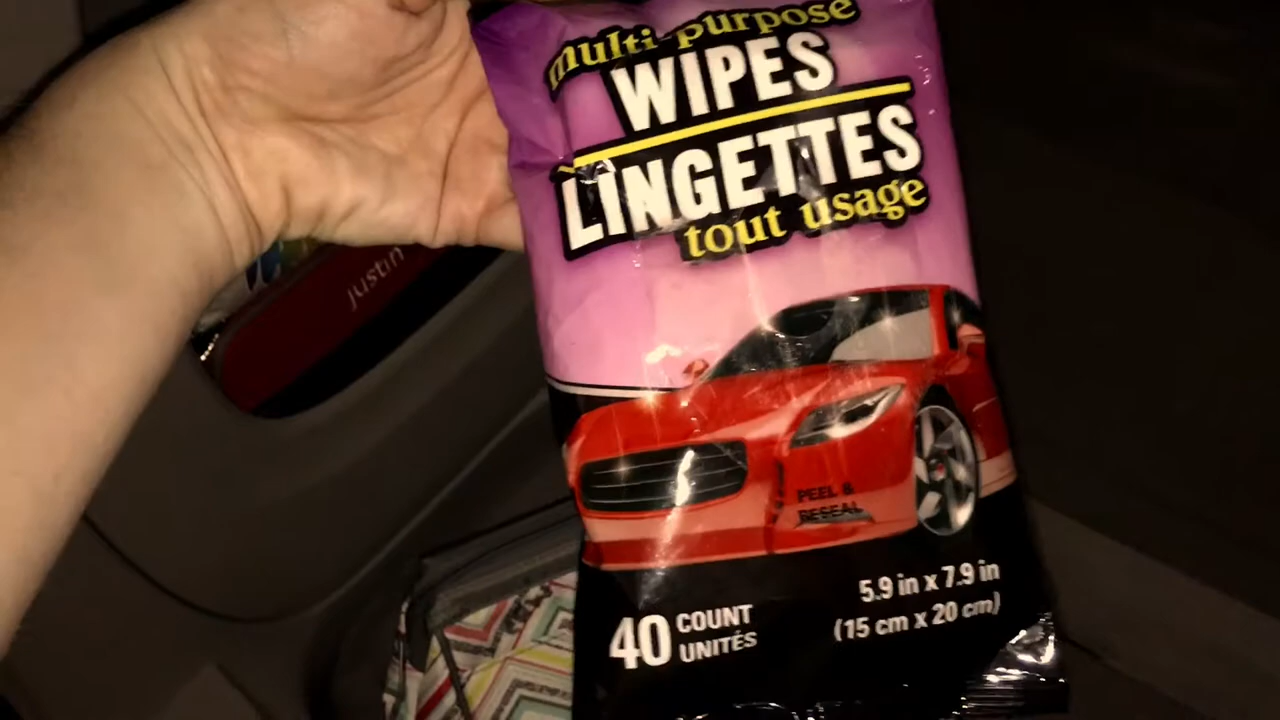 multi-purpose
WIPES
LINGETTES
tout usage
justin
PEEL &
RESEAL
5.9 in x 7.9 in
(15 cm x 20 cm)
40 COUNT
UNITÉS